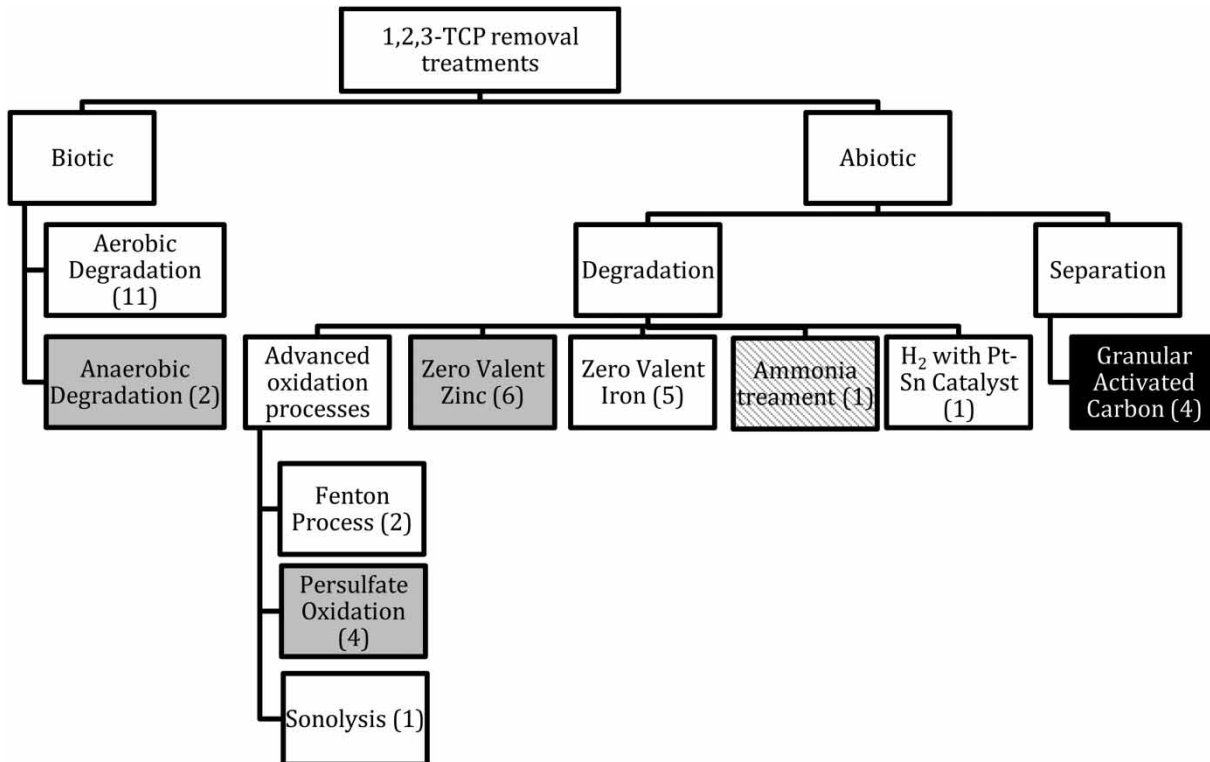 1,2,3-TCP removal
treatments
Biotic
Abiotic
Aerobic
Degradation
(11)
Degradation
Separation
Anaerobic
Degradation (2)
Advanced
oxidation
processes
Zero Valent
Zinc (6)
Zero Valent
Iron (5)
Ammonia
treament (1)
H₂ with Pt-
Sn Catalyst
(1)
Granular
Activated
Carbon (4)
Fenton
Process (2)
Persulfate
Oxidation
(4)
Sonolysis (1)